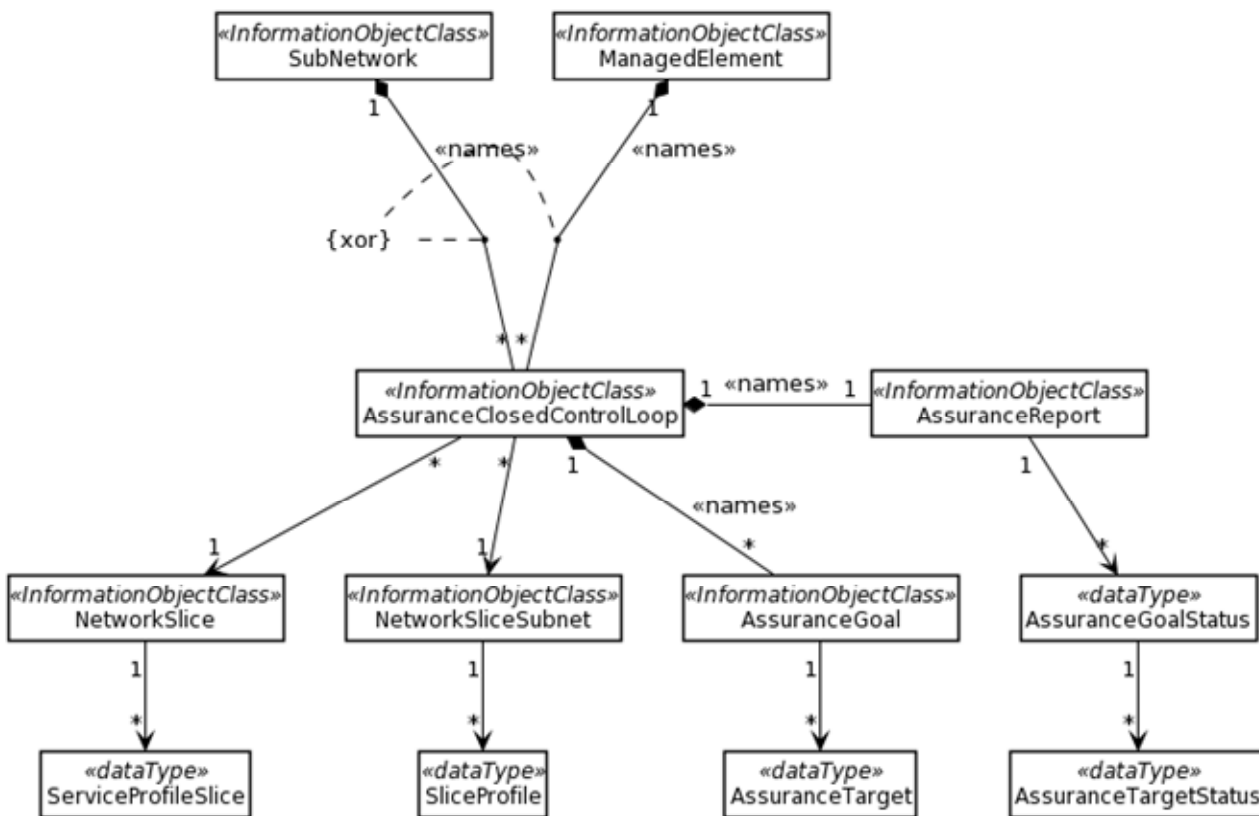 «InformationObjectClass»
SubNetwork
«InformationObjectClass»
ManagedElement
1
1
«names»
«names»
{xor}
*
*
«InformationObjectClass»
AssuranceClosedControlLoop
1
«names»
1
«InformationObjectClass»
AssuranceReport
*
*
1
1
«names»
1
1
*
*
«InformationObjectClass»
NetworkSlice
«InformationObjectClass»
NetworkSliceSubnet
«InformationObjectClass»
AssuranceGoal
«dataType»
AssuranceGoalStatus
1
1
1
1
*
*
*
*
«dataType»
ServiceProfileSlice
«dataType»
SliceProfile
«dataType»
AssuranceTarget
«dataType»
AssuranceTargetStatus